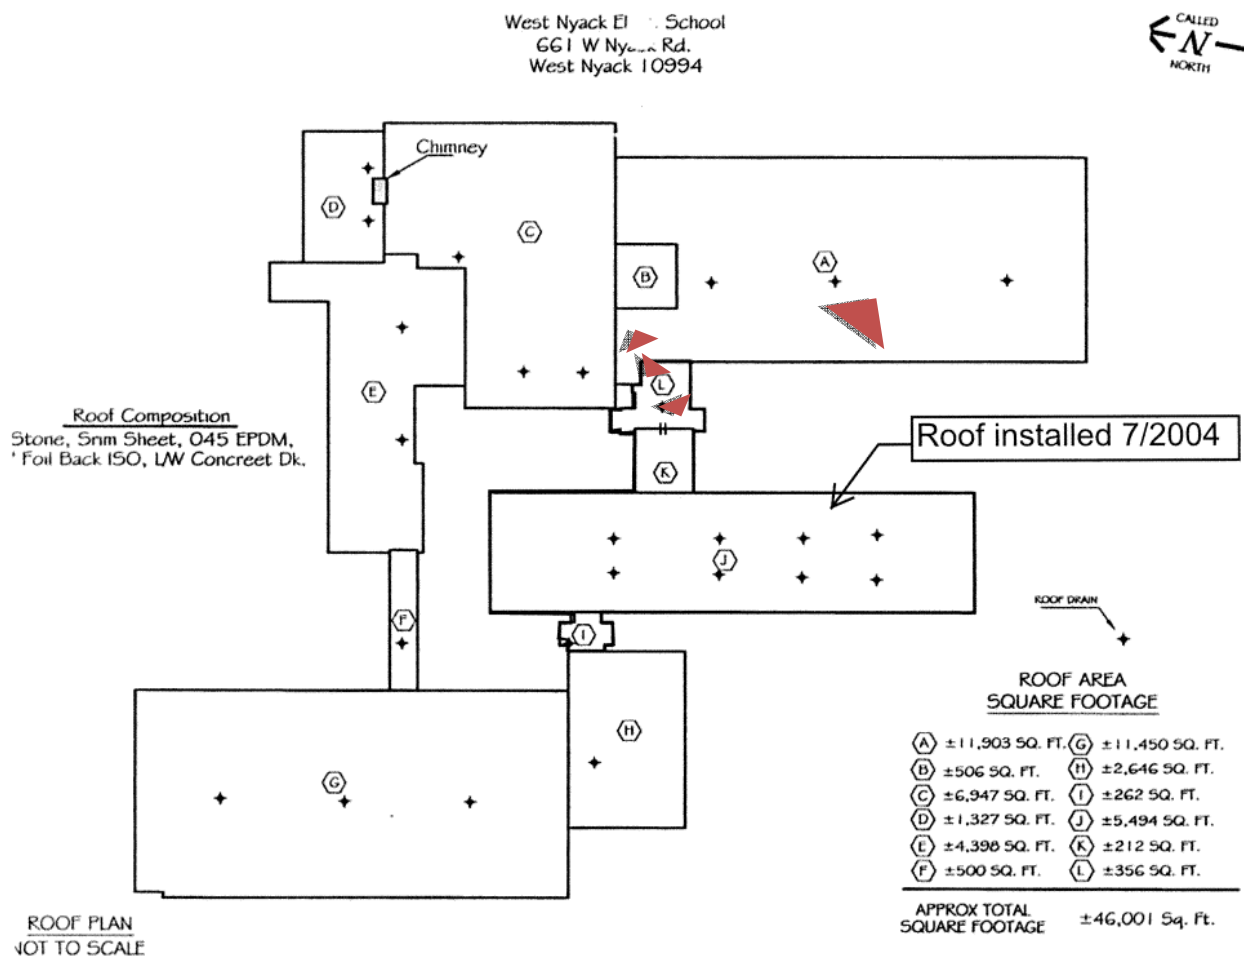 West Nyack El School
661 W Rd.
West Nyack 10994
CALLED
N
NORTH
Chimney
D
C
B
A
E
L
Roof Composition
Stone, Snm Sheet, 045 EPDM,
' Foil Back ISO, L/W Concreet Dk.
Roof installed 7/2004
K
J
F
I
ROOF DRAIN
H
G
ROOF AREA
SQUARE FOOTAGE
A ±11,903 SQ. FT. G ±11,450 SQ. FT.
B ±506 SQ. FT. H ±2,646 SQ. FT.
C ±6,947 SQ. FT. I ±262 SQ. FT.
D ±1,327 SQ. FT. J ±5,494 SQ. FT.
E ±4,398 SQ. FT. K ±212 SQ. FT.
F ±500 SQ. FT. L ±356 SQ. FT.
APPROX TOTAL
SQUARE FOOTAGE ±46,001 Sq. Ft.
ROOF PLAN
NOT TO SCALE